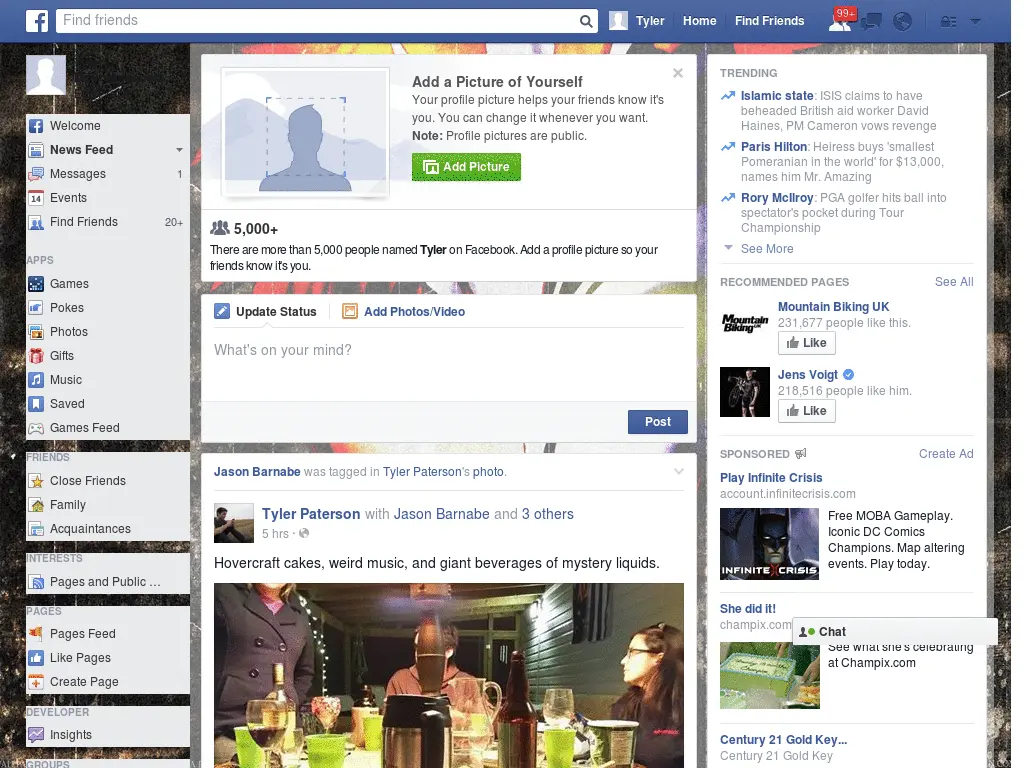 Find friends
Tyler
Home
Find Friends
99+
Welcome
News Feed
Messages 1
14 Events
Find Friends 20+
APPS
Games
Pokes
Photos
Gifts
Music
Saved
Games Feed
FRIENDS
Close Friends
Family
Acquaintances
INTERESTS
Pages and Public ...
PAGES
Pages Feed
Like Pages
Create Page
DEVELOPER
Insights
GROUPS
Add a Picture of Yourself
Your profile picture helps your friends know it's
you. You can change it whenever you want.
Note: Profile pictures are public.
Add Picture
5,000+
There are more than 5,000 people named Tyler on Facebook. Add a profile picture so your
friends know it's you.
Update Status
Add Photos/Video
What's on your mind?
Post
Jason Barnabe was tagged in Tyler Paterson's photo.
Tyler Paterson with Jason Barnabe and 3 others
5 hrs ·
Hovercraft cakes, weird music, and giant beverages of mystery liquids.
TRENDING
Islamic state: ISIS claims to have
beheaded British aid worker David
Haines, PM Cameron vows revenge
Paris Hilton: Heiress buys 'smallest
Pomeranian in the world' for $13,000,
names him Mr. Amazing
Rory McIlroy: PGA golfer hits ball into
spectator's pocket during Tour
Championship
See More
RECOMMENDED PAGES See All
Mountain Biking UK
Mountain
Biking UK
231,677 people like this.
Like
Jens Voigt
218,516 people like him.
Like
SPONSORED Create Ad
Play Infinite Crisis
account.infinitecrisis.com
INFINITE CRISIS
Free MOBA Gameplay.
Iconic DC Comics
Champions. Map altering
events. Play today.
She did it!
champix.com
Chat
See what she's celebrating
at Champix.com
Century 21 Gold Key...
Century 21 Gold Key